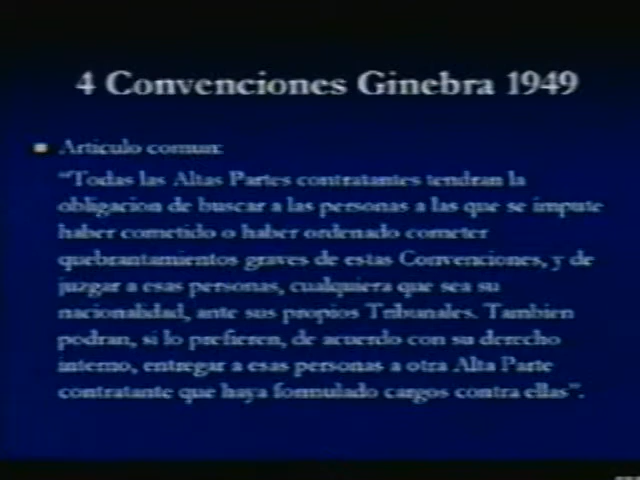 4 Convenciones Ginebra 1949
Articulo comun:
"Todas las Altas Partes contratantes tendran la
obligacion de buscar a las personas a las que se impute
haber cometido o haber ordenado cometer
quebrantamientos graves de estas Convenciones, y de
juzgar a esas personas, cualquiera que sea su
nacionalidad, ante sus propios Tribunales. Tambien
podran, si lo prefieren, de acuerdo con su derecho
interno, entregar a esas personas a otra Alta Parte
contratante que haya formulado cargos contra ellas".